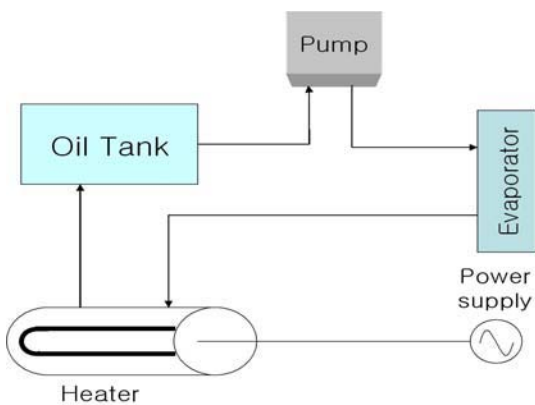 Pump
Oil Tank
Evaporator
Power
supply
Heater